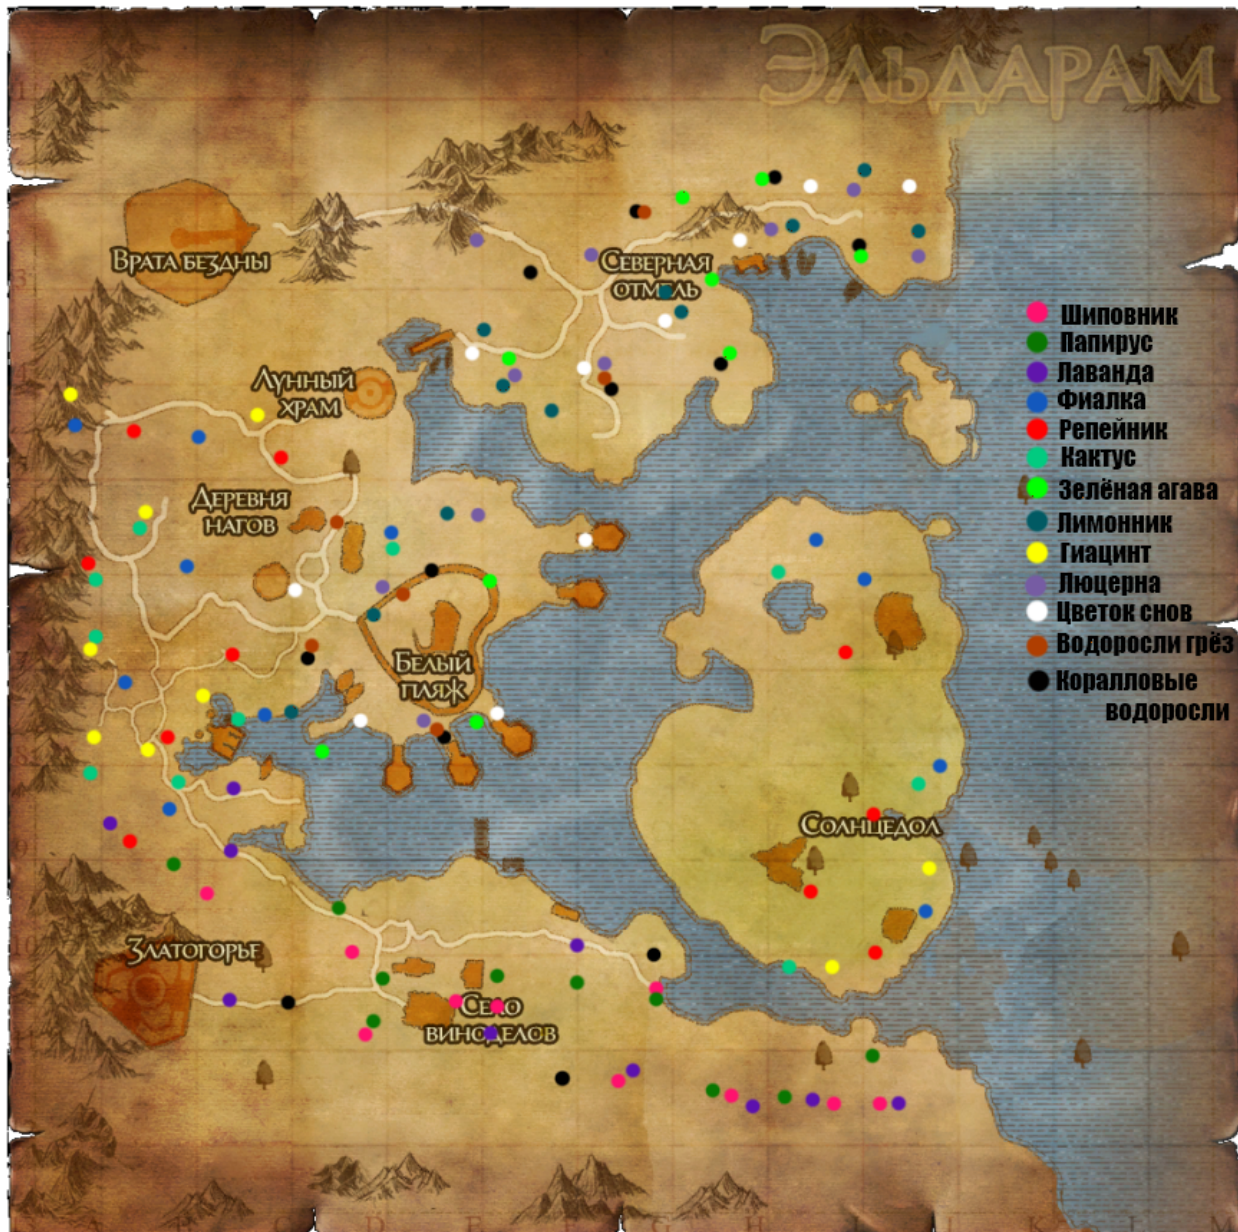 Эльдарам
Врата бездны
Северная
отмель
Шиповник
Папирус
Лаванда
Фиалка
Репейник
Кактус
Зелёная агава
Лимонник
Гиацинт
Люцерна
Цветок снов
Водоросли грёз
Коралловые
водоросли
Лунный
храм
Деревня
нагов
Белый
пляж
Солнцедол
Златогорье
Село
виноделов